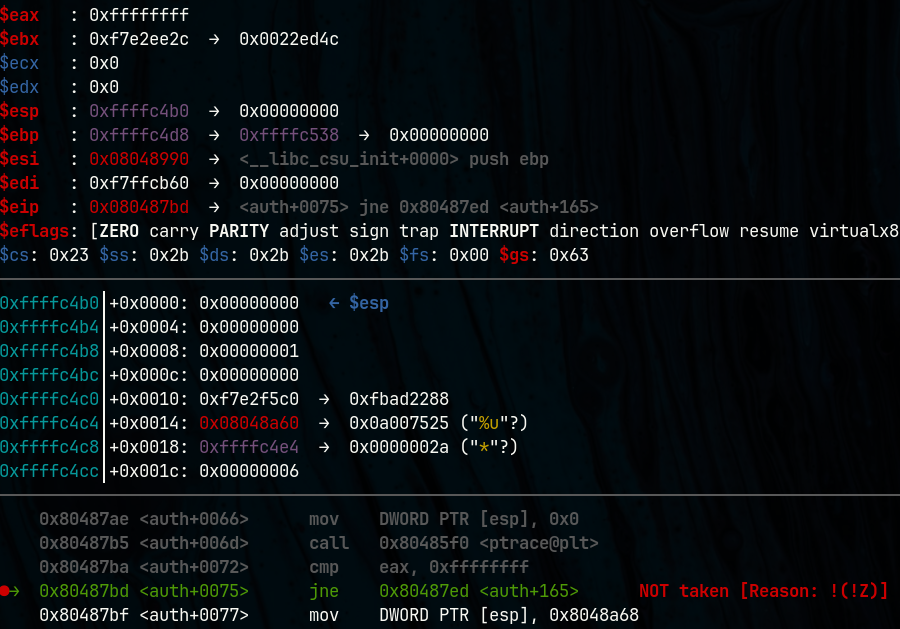 $eax   : 0xffffffff
$ebx   : 0xf7e2ee2c  →  0x0022ed4c
$ecx   : 0x0
$edx   : 0x0
$esp   : 0xffffc4b0  →  0x00000000
$ebp   : 0xffffc4d8  →  0xffffc538  →  0x00000000
$esi   : 0x08048990  →  <__libc_csu_init+0000> push ebp
$edi   : 0xf7ffcb60  →  0x00000000
$eip   : 0x080487bd  →  <auth+0075> jne 0x80487ed <auth+165>
$eflags: [ZERO carry PARITY adjust sign trap INTERRUPT direction overflow resume virtualx8
$cs: 0x23 $ss: 0x2b $ds: 0x2b $es: 0x2b $fs: 0x00 $gs: 0x63
0xffffc4b0│+0x0000: 0x00000000   ← $esp
0xffffc4b4│+0x0004: 0x00000000
0xffffc4b8│+0x0008: 0x00000001
0xffffc4bc│+0x000c: 0x00000000
0xffffc4c0│+0x0010: 0xf7e2f5c0  →  0xfbad2288
0xffffc4c4│+0x0014: 0x08048a60  →  0x0a007525 ("%u"?)
0xffffc4c8│+0x0018: 0xffffc4e4  →  0x0000002a ("*"?)
0xffffc4cc│+0x001c: 0x00000006
0x80487ae <auth+0066>      mov    DWORD PTR [esp], 0x0
0x80487b5 <auth+006d>      call   0x80485f0 <ptrace@plt>
0x80487ba <auth+0072>      cmp    eax, 0xffffffff
●→  0x80487bd <auth+0075>      jne    0x80487ed <auth+165>      NOT taken [Reason: !(!Z)]
0x80487bf <auth+0077>      mov    DWORD PTR [esp], 0x8048a68